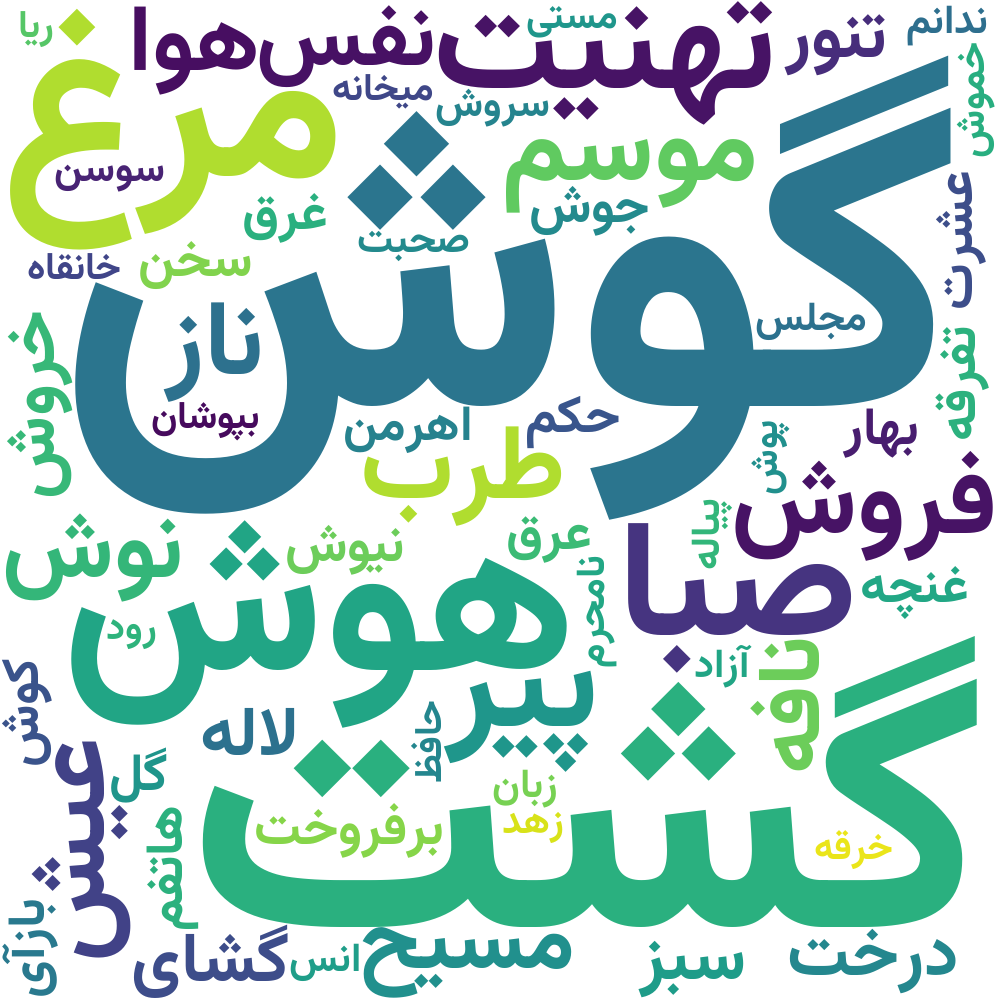 ندانم
مستی
تنور
تهنیت
نفس
هوا
ریا
خموش
میخانه
سروش
مرغ
موسم
گوش
سوسن
جوش
غرق
عشرت
صحبت
سخن
خانقاه
مجلس
ناز
تفرقه
خروش
بپوشان
اهرمن
حکم
بهار
پوش
طرب
فروش
پیاله
صبا
عرق
نیوش
نوش
غنچه
نامحرم
هوش
رود
آزاد
نافه
پیر
کوش
لاله
حافظ
گشت
عیش
گل
زبان
زهد
برفروخت
خرقه
هاتفم
بازآی
گشای
انس
مسیح
سبز
درخت